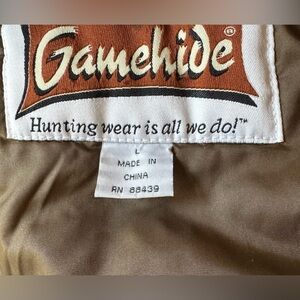 Gamehide®
Hunting wear is all we do!™
L
MADE IN
CHINA
RN 88439